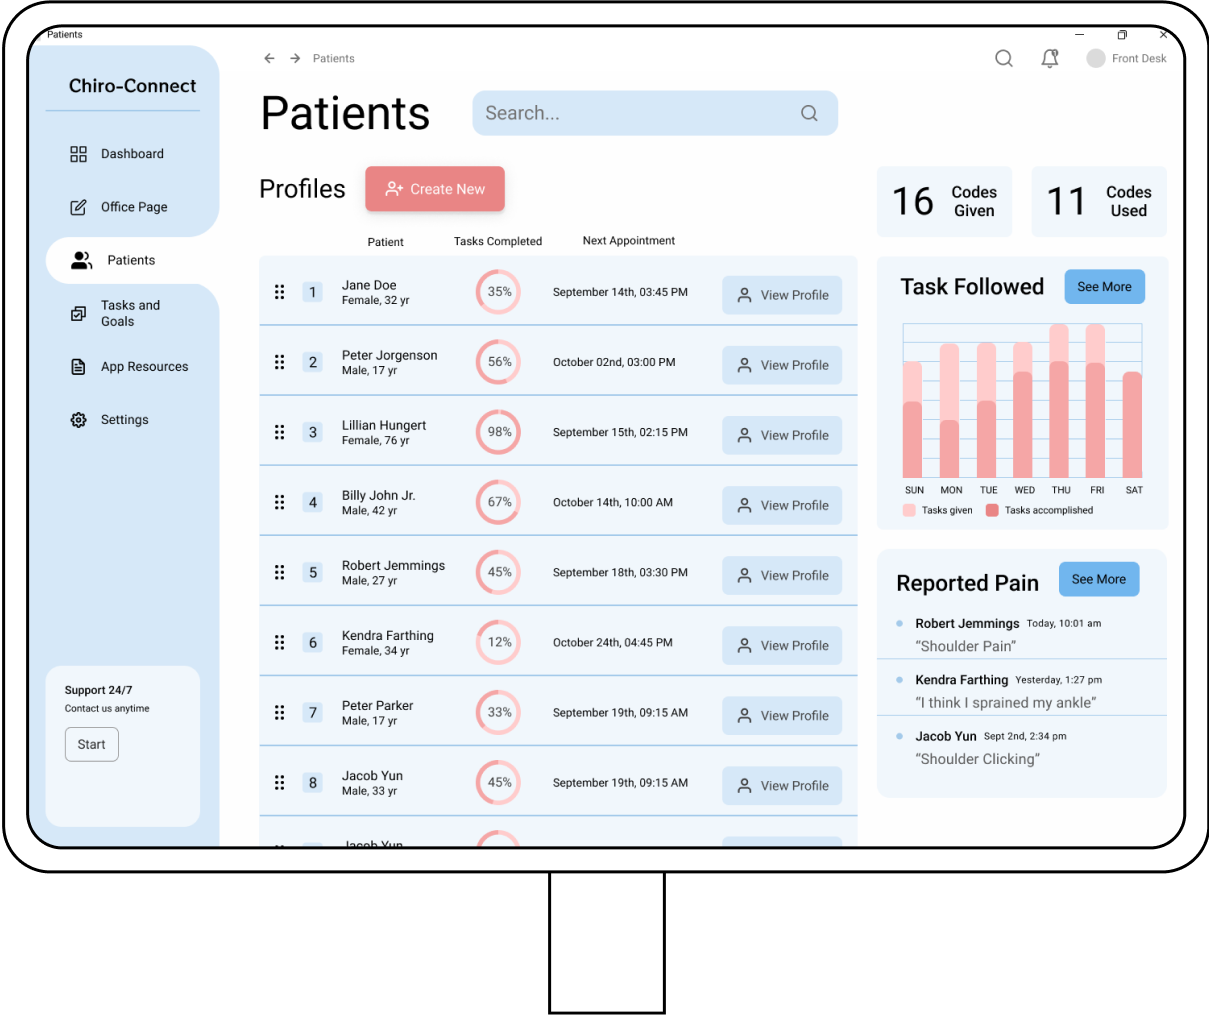 Patients
Chiro-Connect
Dashboard
Office Page
Patients
Tasks and
Goals
App Resources
Settings
Support 24/7
Contact us anytime
Start
Patients
Front Desk
Patients
Search...
Profiles
Create New
Patient Tasks Completed Next Appointment
1 Jane Doe 35% September 14th, 03:45 PM View Profile
Female, 32 yr
2 Peter Jorgenson 56% October 02nd, 03:00 PM View Profile
Male, 17 yr
3 Lillian Hungert 98% September 15th, 02:15 PM View Profile
Female, 76 yr
4 Billy John Jr. 67% October 14th, 10:00 AM View Profile
Male, 42 yr
5 Robert Jemmings 45% September 18th, 03:30 PM View Profile
Male, 27 yr
6 Kendra Farthing 12% October 24th, 04:45 PM View Profile
Female, 34 yr
7 Peter Parker 33% September 19th, 09:15 AM View Profile
Male, 17 yr
8 Jacob Yun 45% September 19th, 09:15 AM View Profile
Male, 33 yr
Jacob Yun
16 Codes
Given
11 Codes
Used
Task Followed See More
SUN MON TUE WED THU FRI SAT
Tasks given Tasks accomplished
Reported Pain See More
Robert Jemmings Today, 10:01 am
“Shoulder Pain”
Kendra Farthing Yesterday, 1:27 pm
“I think I sprained my ankle”
Jacob Yun Sept 2nd, 2:34 pm
“Shoulder Clicking”